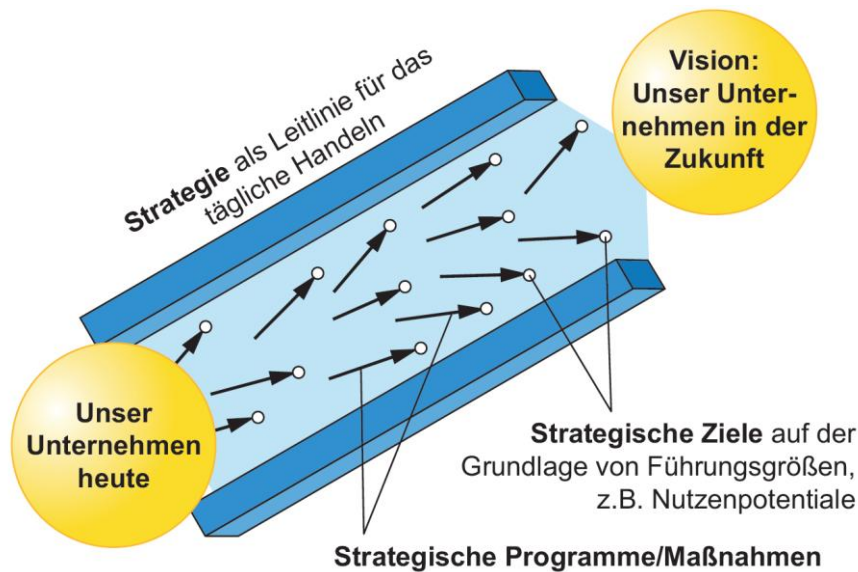 Vision:
Unser Unter-
nehmen in der
Zukunft
Strategie als Leitlinie für das
tägliche Handeln
Unser
Unternehmen
heute
Strategische Ziele auf der
Grundlage von Führungsgrößen,
z.B. Nutzenpotentiale
Strategische Programme/Maßnahmen